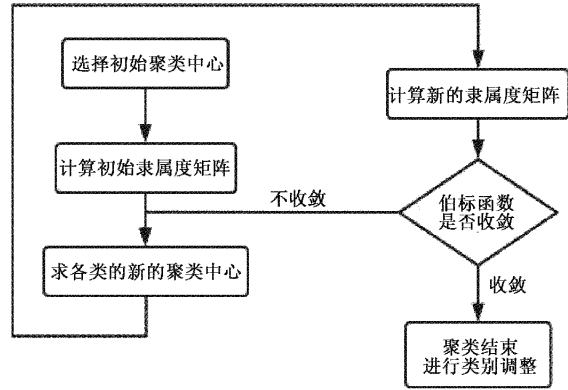 选择初始聚类中心
计算初始隶属度矩阵
求各类的新的聚类中心
计算新的隶属度矩阵
伯标函数
是否收敛
不收敛
收敛
聚类结束
进行类别调整